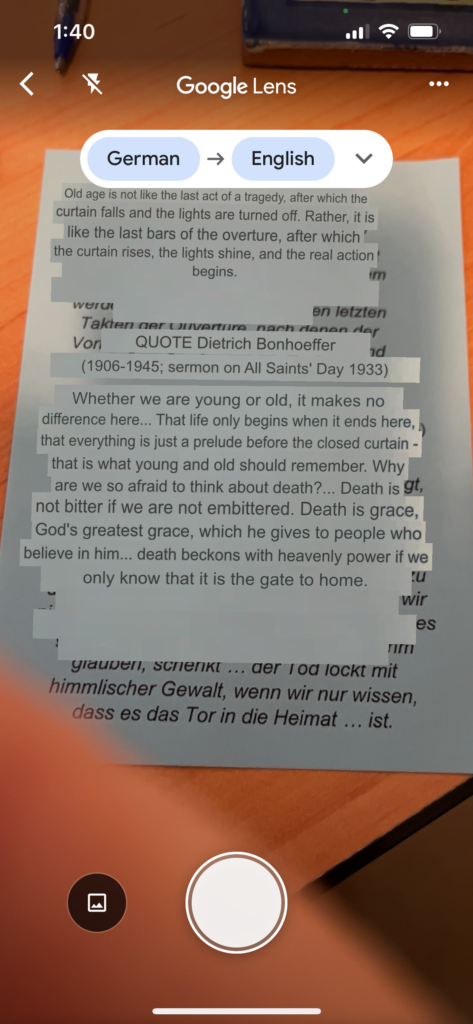 1:40
Google Lens
German → English
Old age is not like the last act of a tragedy, after which the
curtain falls and the lights are turned off. Rather, it is
like the last bars of the overture, after which
the curtain rises, the lights shine, and the real action
begins.
en letzten
Takten der Ouvertüre, nach denen der
Vor
QUOTE Dietrich Bonhoeffer
(1906-1945; sermon on All Saints' Day 1933)
Whether we are young or old, it makes no
difference here... That life only begins when it ends here,
that everything is just a prelude before the closed curtain -
that is what young and old should remember. Why
are we so afraid to think about death?... Death is gt,
not bitter if we are not embittered. Death is grace,
God's greatest grace, which he gives to people who
believe in him... death beckons with heavenly power if we
only know that it is the gate to home.
zu
wir
es
ihm
glauben, schenkt ... der Tod lockt mit
himmlischer Gewalt, wenn wir nur wissen,
dass es das Tor in die Heimat ... ist.